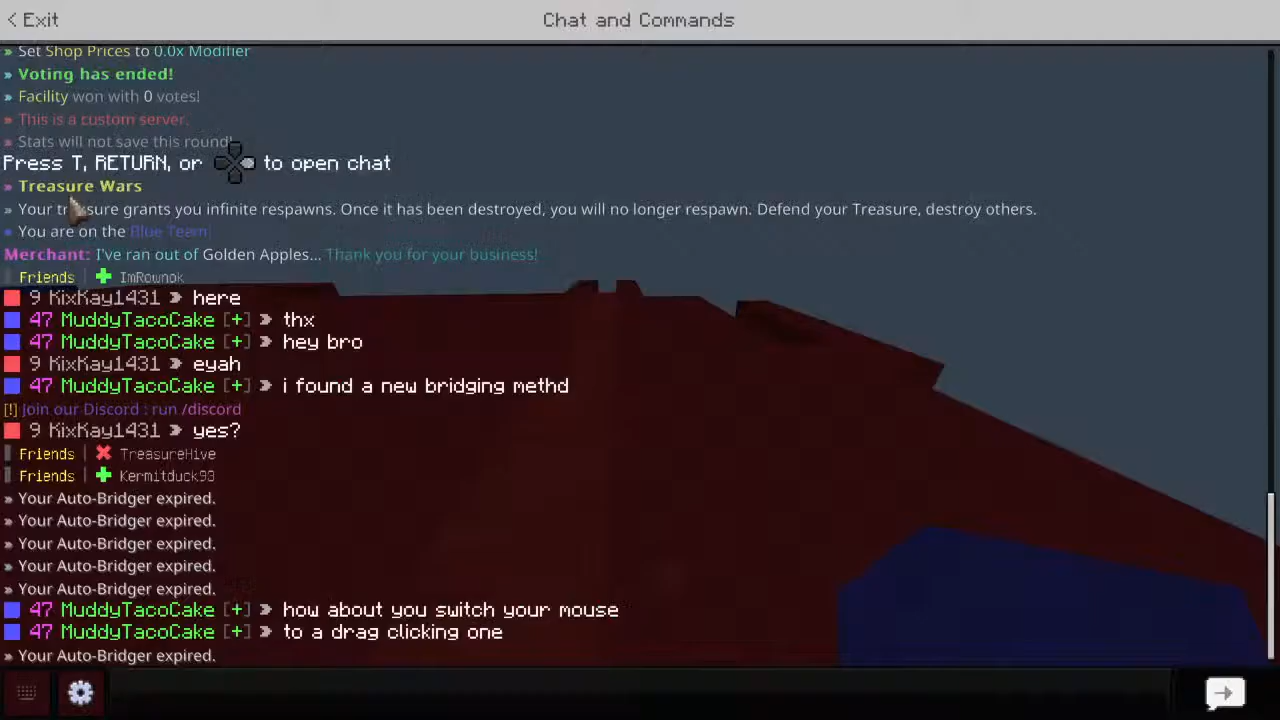 < Exit
Chat and Commands
» Set Shop Prices to 0.0x Modifier
» Voting has ended!
» Facility won with 0 votes!
» This is a custom server.
» Stats will not save this round!
Press T, RETURN, or to open chat
» Treasure Wars
» Your treasure grants you infinite respawns. Once it has been destroyed, you will no longer respawn. Defend your Treasure, destroy others.
» You are on the Blue Team!
Merchant: I've ran out of Golden Apples... Thank you for your business!
Friends | ✚ ImRownok
9 KixKay1431 » here
47 MuddyTacoCake [+] » thx
47 MuddyTacoCake [+] » hey bro
9 KixKay1431 » eyah
47 MuddyTacoCake [+] » i found a new bridging methd
[!] Join our Discord : run /discord
9 KixKay1431 » yes?
Friends | ✖ TreasureHive
Friends | ✚ Kermitduck90
» Your Auto-Bridger expired.
» Your Auto-Bridger expired.
» Your Auto-Bridger expired.
» Your Auto-Bridger expired.
» Your Auto-Bridger expired.
47 MuddyTacoCake [+] » how about you switch your mouse
47 MuddyTacoCake [+] » to a drag clicking one
» Your Auto-Bridger expired.